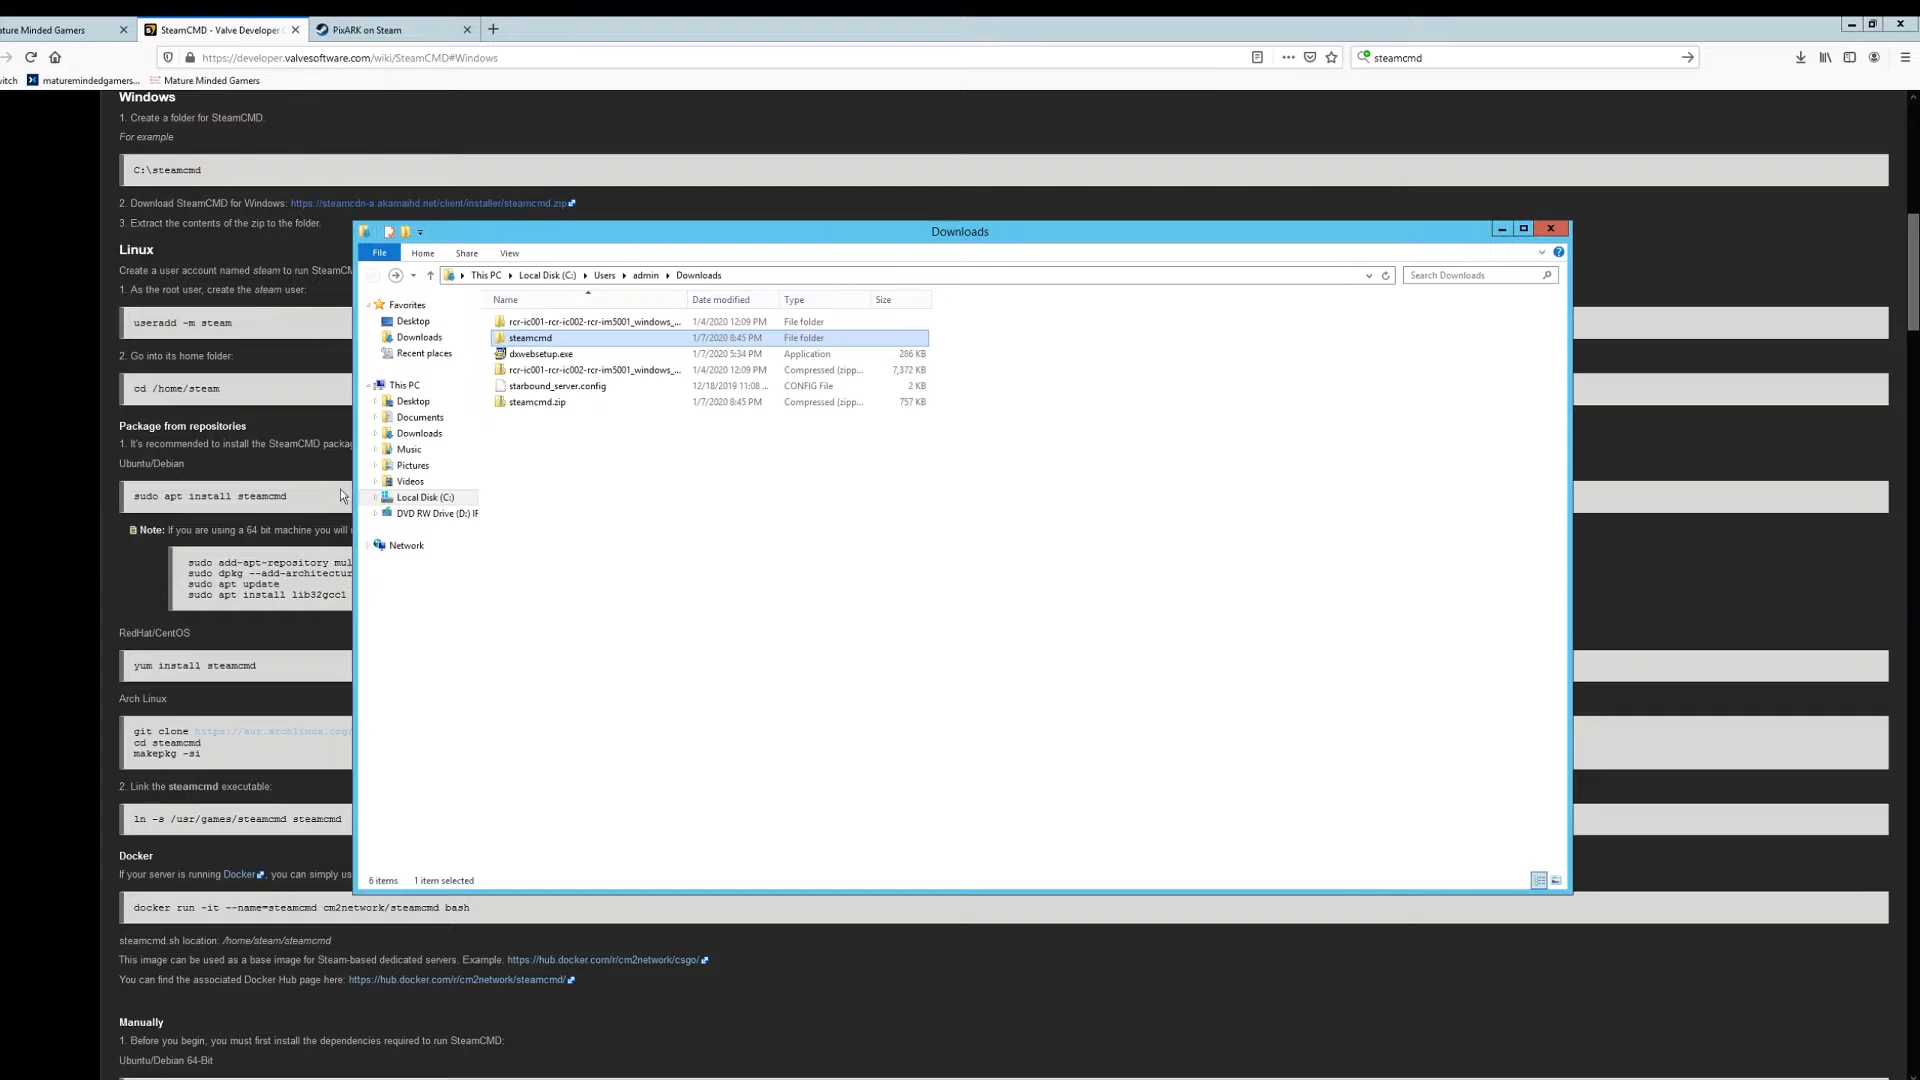 ature Minded Gamers
SteamCMD - Valve Developer C
PixARK on Steam
https://developer.valvesoftware.com/wiki/SteamCMD#Windows
steamcmd
witch
maturemindedgamers...
Mature Minded Gamers
Windows
1. Create a folder for SteamCMD.
For example
C:\steamcmd
2. Download SteamCMD for Windows: https://steamcdn-a.akamaihd.net/client/installer/steamcmd.zip
3. Extract the contents of the zip to the folder.
Linux
Create a user account named steam to run SteamCM
1. As the root user, create the steam user:
useradd -m steam
2. Go into its home folder:
cd /home/steam
Package from repositories
1. It's recommended to install the SteamCMD packag
Ubuntu/Debian
sudo apt install steamcmd
Note: If you are using a 64 bit machine you will
sudo add-apt-repository mul
sudo dpkg --add-architectur
sudo apt update
sudo apt install lib32gcc1
RedHat/CentOS
yum install steamcmd
Arch Linux
git clone https://aur.archlinux.org
cd steamcmd
makepkg -si
2. Link the steamcmd executable:
ln -s /usr/games/steamcmd steamcmd
Docker
If your server is running Docker, you can simply us
docker run -it --name=steamcmd cm2network/steamcmd bash
steamcmd.sh location: /home/steam/steamcmd
This image can be used as a base image for Steam-based dedicated servers. Example: https://hub.docker.com/r/cm2network/csgo/
You can find the associated Docker Hub page here: https://hub.docker.com/r/cm2network/steamcmd/
Manually
1. Before you begin, you must first install the dependencies required to run SteamCMD:
Ubuntu/Debian 64-Bit
Downloads
File Home Share View
This PC Local Disk (C:) Users admin Downloads
Search Downloads
Favorites
Desktop
Downloads
Recent places
This PC
Desktop
Documents
Downloads
Music
Pictures
Videos
Local Disk (C:)
DVD RW Drive (D:) IF
Network
Name Date modified Type Size
rcr-ic001-rcr-ic002-rcr-im5001_windows_... 1/4/2020 12:09 PM File folder
steamcmd 1/7/2020 8:45 PM File folder
dxwebsetup.exe 1/7/2020 5:34 PM Application 286 KB
rcr-ic001-rcr-ic002-rcr-im5001_windows_... 1/4/2020 12:09 PM Compressed (zipp... 7,372 KB
starbound_server.config 12/18/2019 11:08 ... CONFIG File 2 KB
steamcmd.zip 1/7/2020 8:45 PM Compressed (zipp... 757 KB
6 items 1 item selected